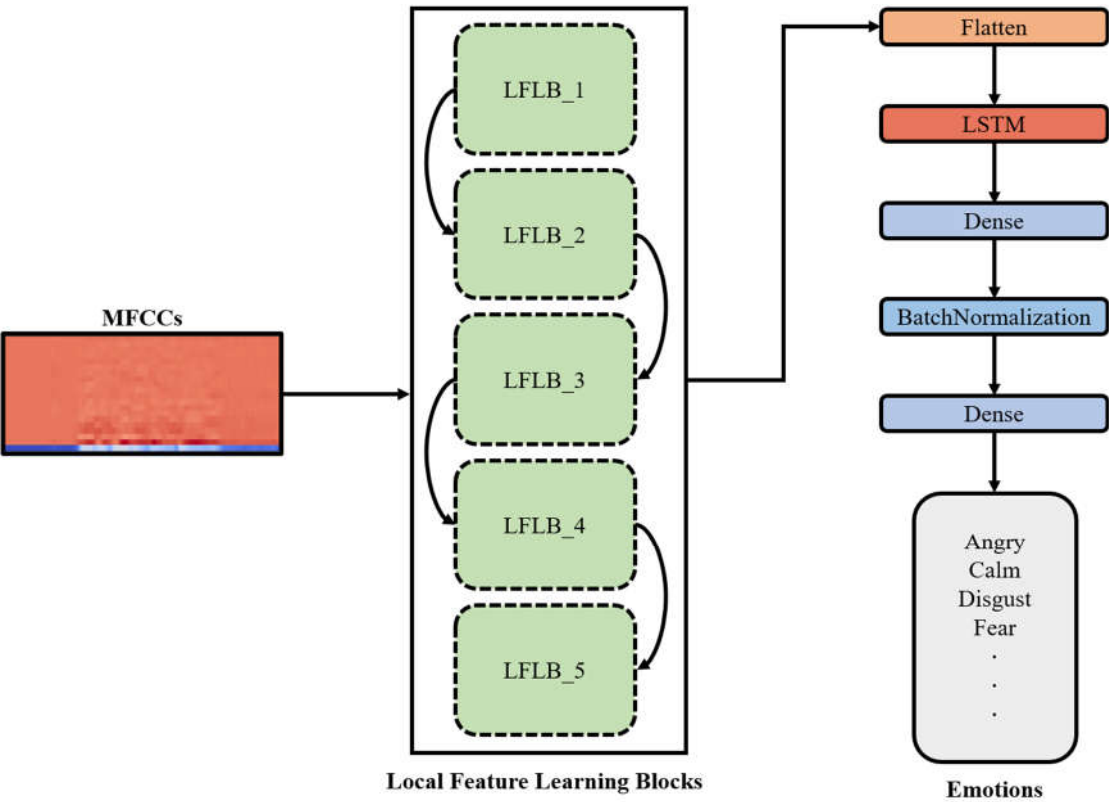 MFCCs
LFLB_1
LFLB_2
LFLB_3
LFLB_4
LFLB_5
Local Feature Learning Blocks
Flatten
LSTM
Dense
BatchNormalization
Dense
Angry
Calm
Disgust
Fear
.
.
.
Emotions